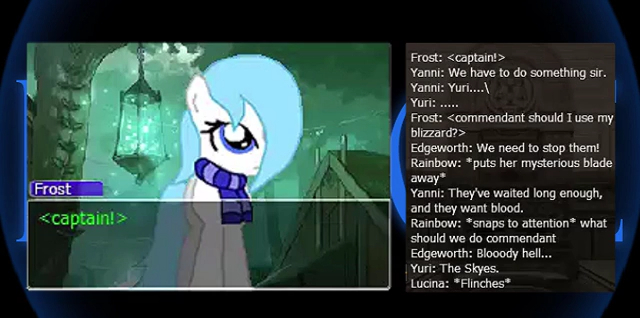 Frost
<captain!>
Frost: <captain!>
Yanni: We have to do something sir.
Yanni: Yuri....\
Yuri: .....
Frost: <commendant should I use my
blizzard?>
Edgeworth: We need to stop them!
Rainbow: *puts her mysterious blade
away*
Yanni: They've waited long enough,
and they want blood.
Rainbow: *snaps to attention* what
should we do commendant
Edgeworth: Blooody hell...
Yuri: The Skyes.
Lucina: *Flinches*